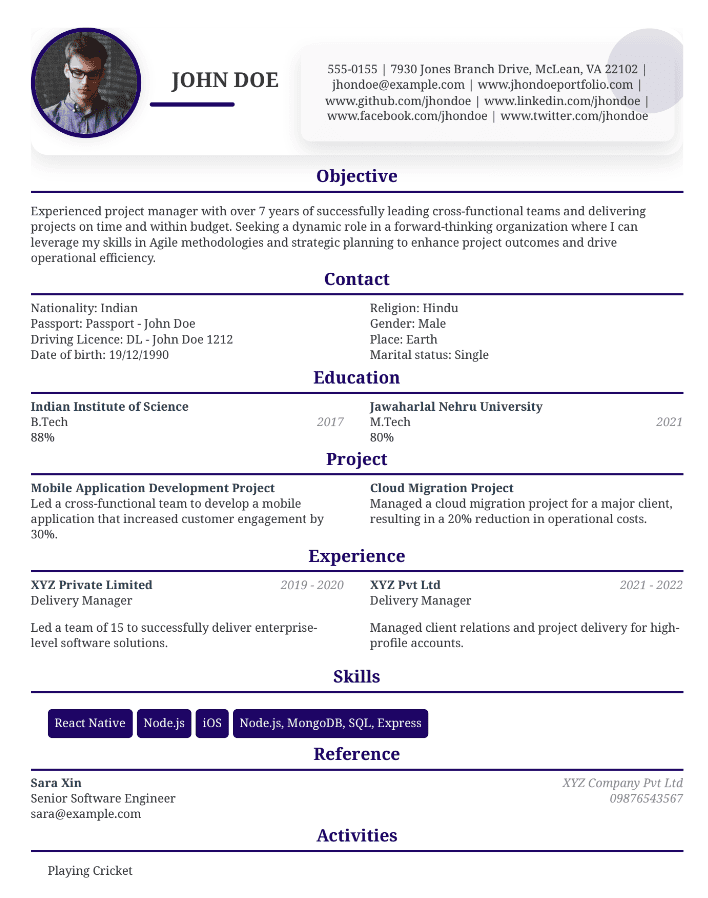 JOHN DOE
555-0155 | 7930 Jones Branch Drive, McLean, VA 22102 |
jhondoe@example.com | www.jhondoeportfolio.com |
www.github.com/jhondoe | www.linkedin.com/jhondoe |
www.facebook.com/jhondoe | www.twitter.com/jhondoe
Objective
Experienced project manager with over 7 years of successfully leading cross-functional teams and delivering
projects on time and within budget. Seeking a dynamic role in a forward-thinking organization where I can
leverage my skills in Agile methodologies and strategic planning to enhance project outcomes and drive
operational efficiency.
Contact
Nationality: Indian
Passport: Passport - John Doe
Driving Licence: DL - John Doe 1212
Date of birth: 19/12/1990
Religion: Hindu
Gender: Male
Place: Earth
Marital status: Single
Education
Indian Institute of Science
B.Tech 2017
88%
Jawaharlal Nehru University
M.Tech 2021
80%
Project
Mobile Application Development Project
Led a cross-functional team to develop a mobile
application that increased customer engagement by
30%.
Cloud Migration Project
Managed a cloud migration project for a major client,
resulting in a 20% reduction in operational costs.
Experience
XYZ Private Limited 2019 - 2020
Delivery Manager
Led a team of 15 to successfully deliver enterprise-
level software solutions.
XYZ Pvt Ltd 2021 - 2022
Delivery Manager
Managed client relations and project delivery for high-
profile accounts.
Skills
React Native Node.js iOS Node.js, MongoDB, SQL, Express
Reference
Sara Xin XYZ Company Pvt Ltd
Senior Software Engineer 09876543567
sara@example.com
Activities
Playing Cricket